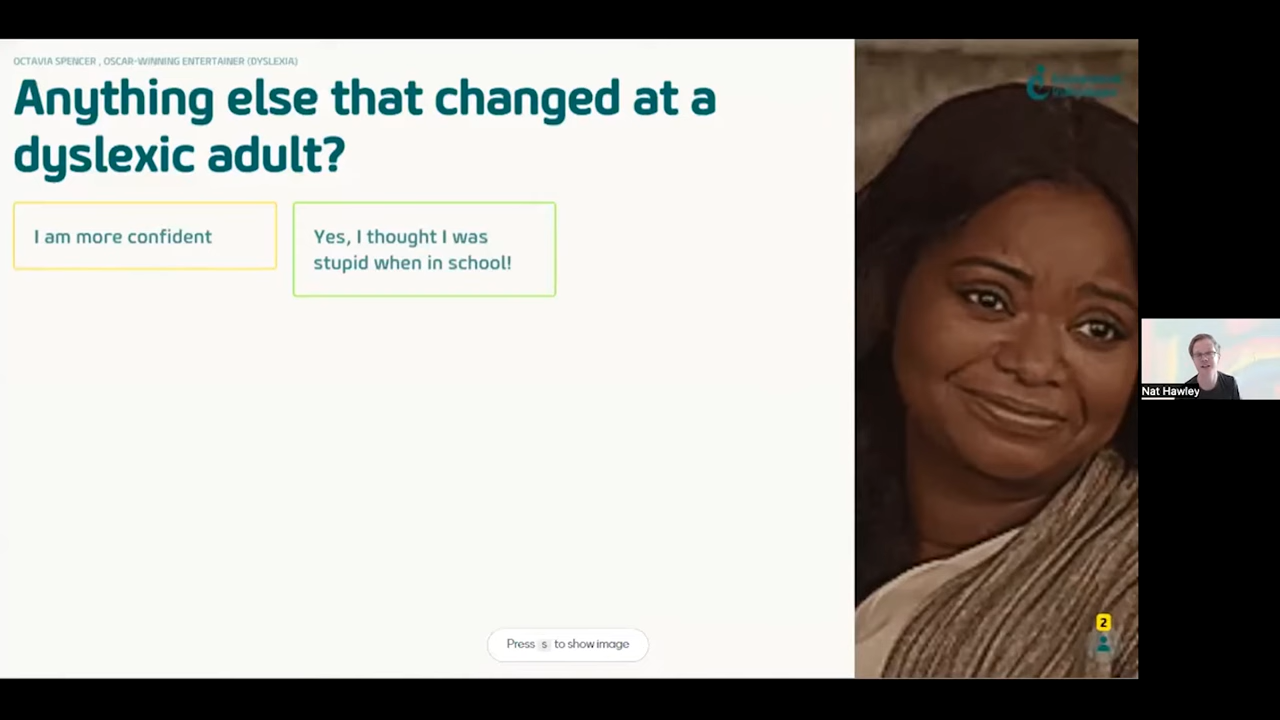 OCTAVIA SPENCER , OSCAR-WINNING ENTERTAINER (DYSLEXIA)
Anything else that changed at a
dyslexic adult?
I am more confident
Yes, I thought I was
stupid when in school!
Nat Hawley
2
Press s to show image